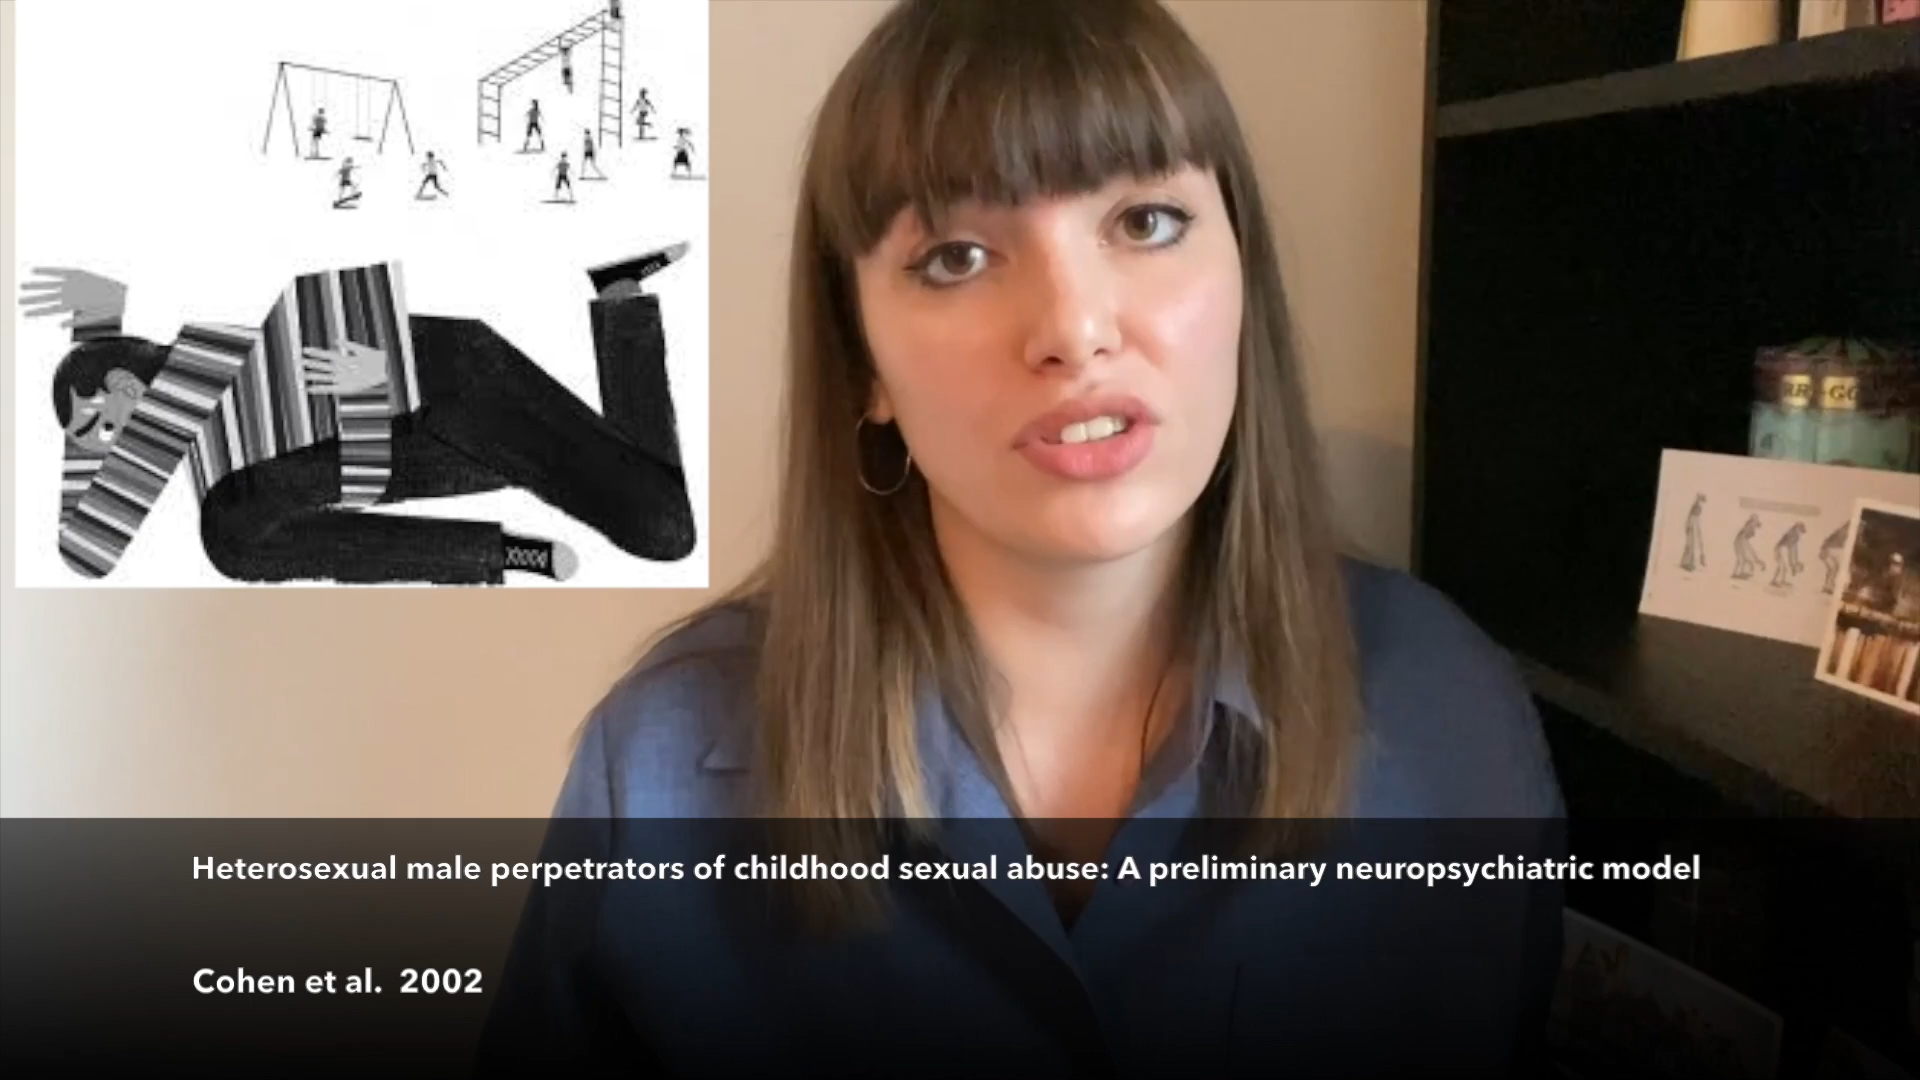 Heterosexual male perpetrators of childhood sexual abuse: A preliminary neuropsychiatric model
Cohen et al. 2002